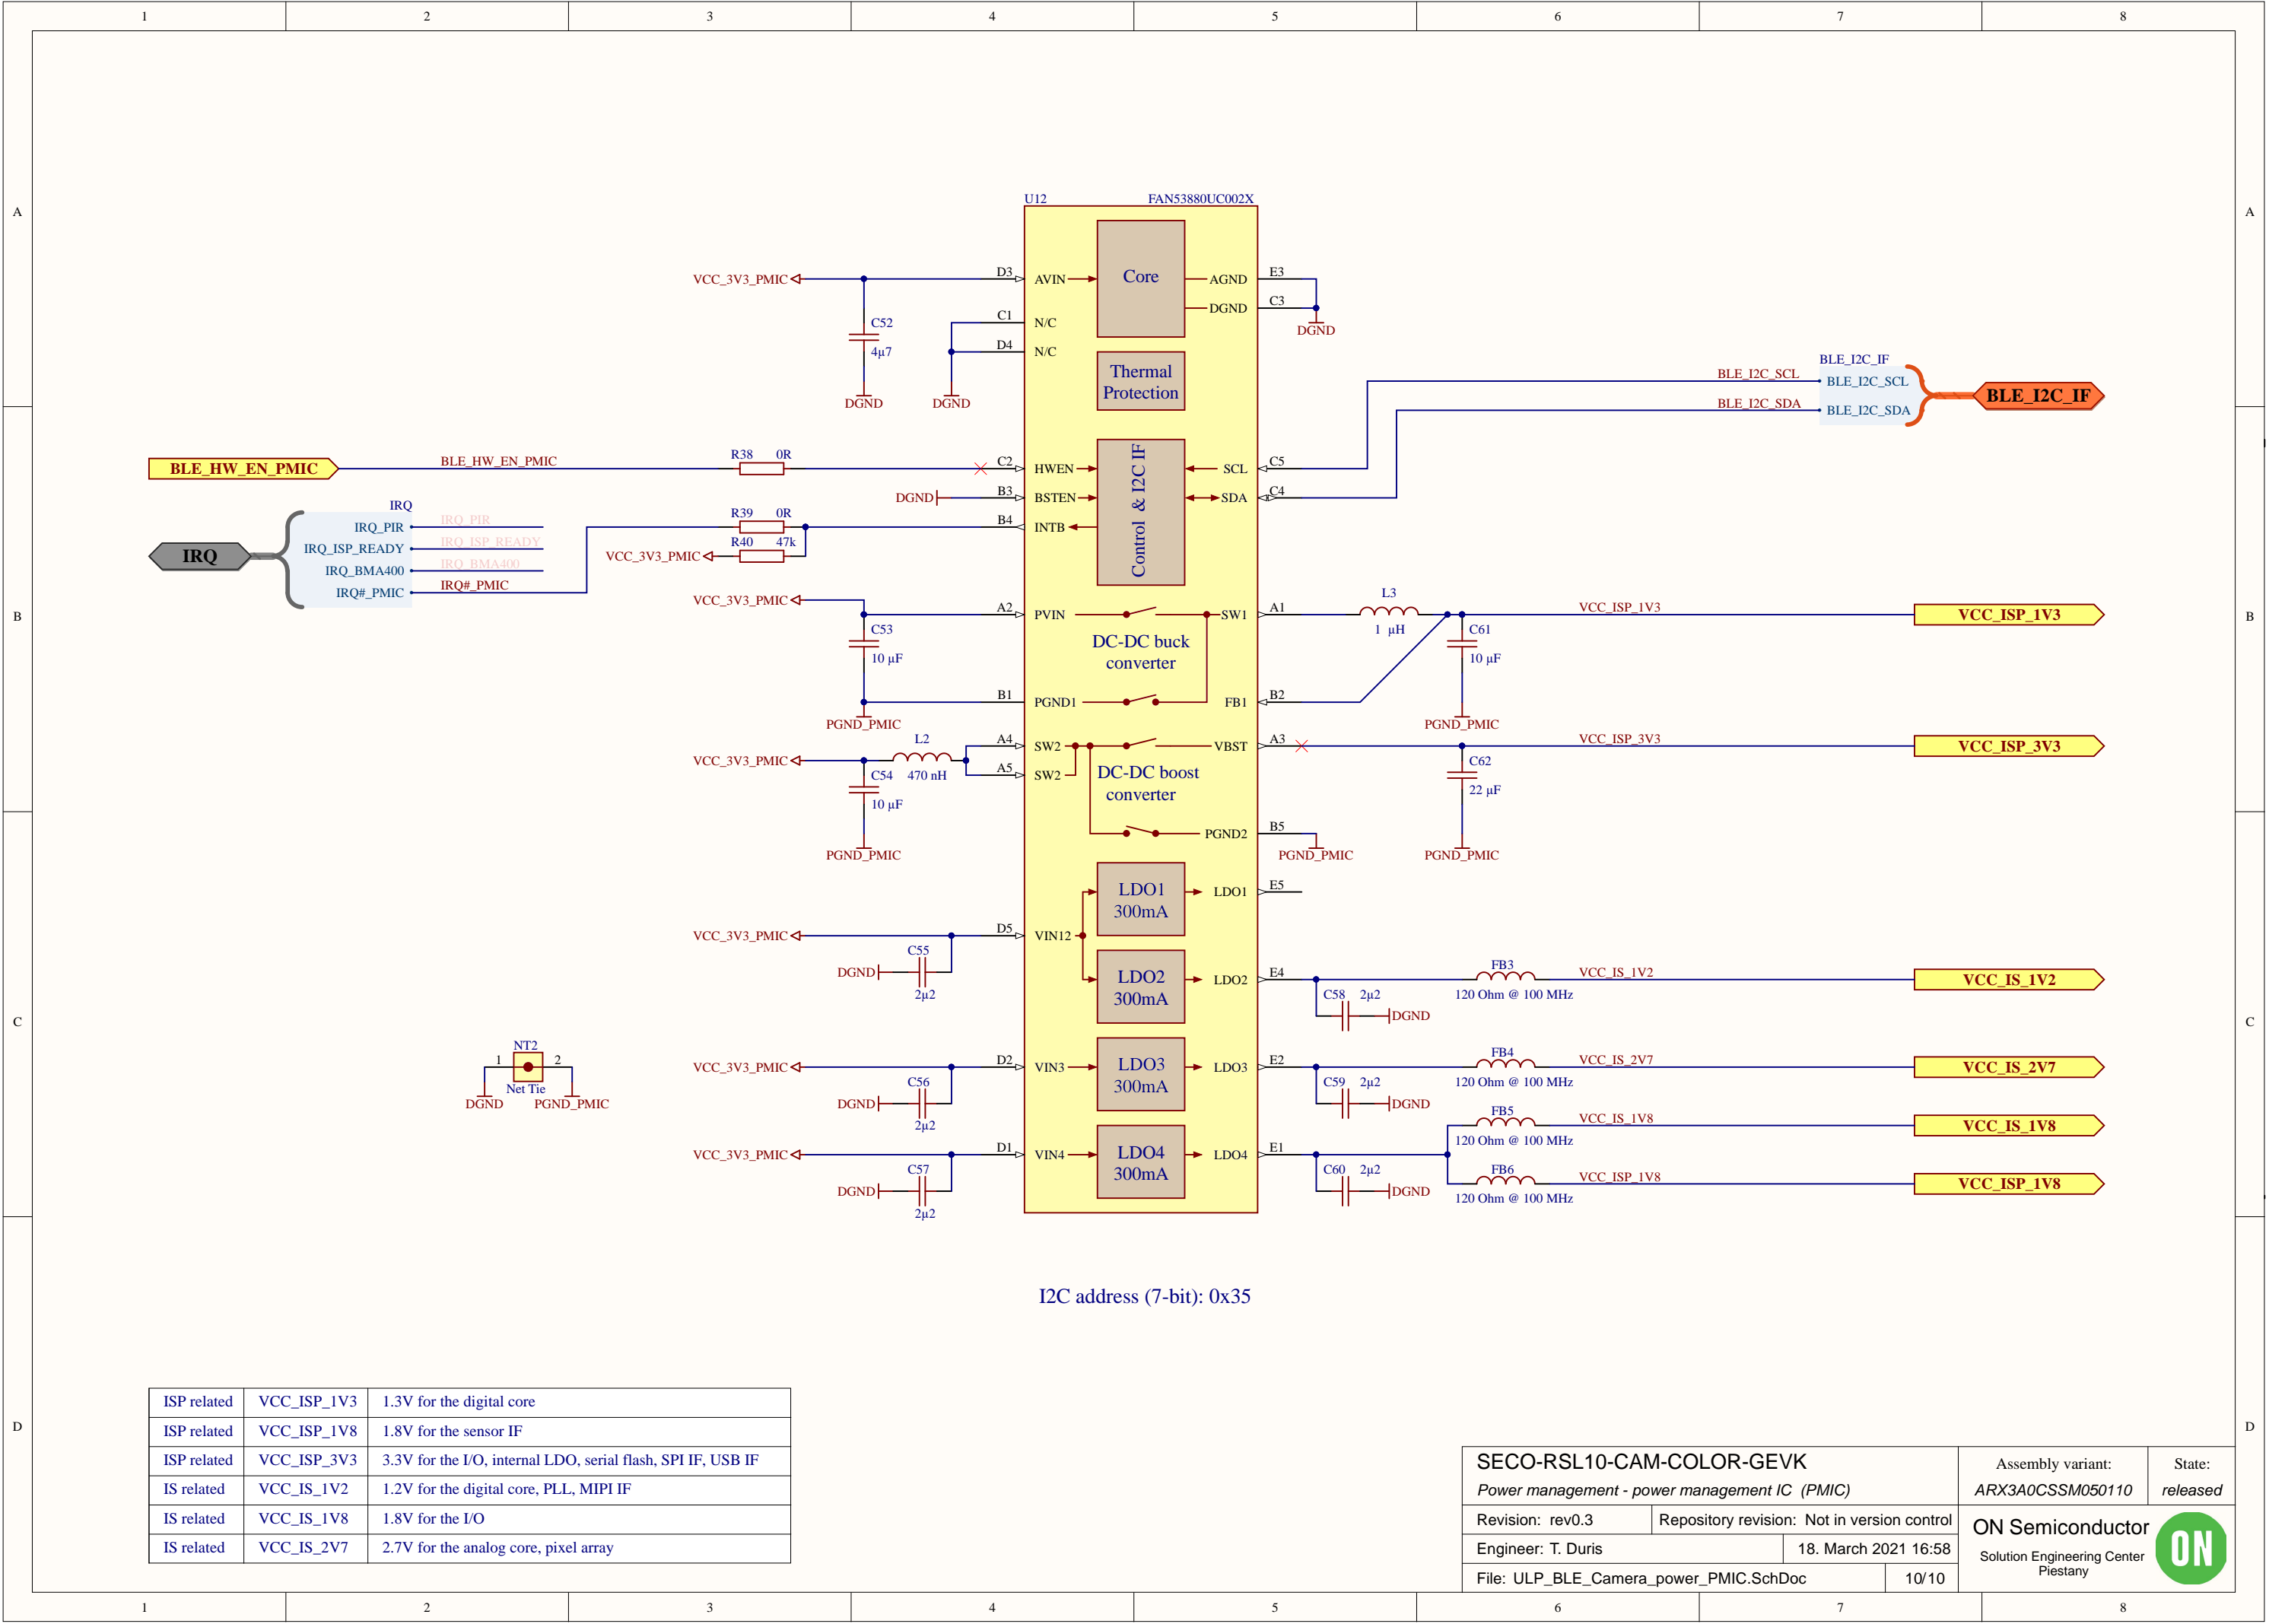 1 2 3 4 5 6 7 8
A A
B B
C C
D D
U12 FAN53880UC002X
VCC_3V3_PMIC
D3 AVIN
Core
AGND E3
DGND C3
DGND
C52
4µ7
DGND
C1 N/C
D4 N/C
DGND
Thermal
Protection
BLE_I2C_IF
BLE_I2C_SCL
BLE_I2C_SCL
BLE_I2C_SDA
BLE_I2C_SDA
BLE_I2C_IF
BLE_HW_EN_PMIC
BLE_HW_EN_PMIC
R38 0R
C2 HWEN
DGND
B3 BSTEN
B4 INTB
Control & I2C IF
SCL C5
SDA C4
IRQ
IRQ
IRQ_PIR
IRQ_PIR
IRQ_ISP_READY
IRQ_ISP_READY
IRQ_BMA400
IRQ_BMA400
IRQ#_PMIC
IRQ#_PMIC
R39 0R
R40 47k
VCC_3V3_PMIC
VCC_3V3_PMIC
A2 PVIN
C53
10 µF
B1 PGND1
PGND_PMIC
DC-DC buck
converter
SW1 A1
L3
1 µH
FB1 B2
C61
10 µF
PGND_PMIC
VCC_ISP_1V3
VCC_ISP_1V3
VCC_3V3_PMIC
L2
470 nH
C54
10 µF
PGND_PMIC
A4 SW2
A5 SW2
DC-DC boost
converter
VBST A3
PGND2 B5
PGND_PMIC
C62
22 µF
PGND_PMIC
VCC_ISP_3V3
VCC_ISP_3V3
LDO1
300mA
LDO1 E5
VCC_3V3_PMIC
D5 VIN12
C55
DGND
2µ2
LDO2
300mA
LDO2 E4
C58 2µ2
DGND
FB3
120 Ohm @ 100 MHz
VCC_IS_1V2
VCC_IS_1V2
NT2
1 2
Net Tie
DGND PGND_PMIC
VCC_3V3_PMIC
D2 VIN3
C56
DGND
2µ2
LDO3
300mA
LDO3 E2
C59 2µ2
DGND
FB4
120 Ohm @ 100 MHz
VCC_IS_2V7
VCC_IS_2V7
VCC_3V3_PMIC
D1 VIN4
C57
DGND
2µ2
LDO4
300mA
LDO4 E1
C60 2µ2
DGND
FB5
120 Ohm @ 100 MHz
VCC_IS_1V8
VCC_IS_1V8
FB6
120 Ohm @ 100 MHz
VCC_ISP_1V8
VCC_ISP_1V8
I2C address (7-bit): 0x35
ISP related VCC_ISP_1V3 1.3V for the digital core
ISP related VCC_ISP_1V8 1.8V for the sensor IF
ISP related VCC_ISP_3V3 3.3V for the I/O, internal LDO, serial flash, SPI IF, USB IF
IS related VCC_IS_1V2 1.2V for the digital core, PLL, MIPI IF
IS related VCC_IS_1V8 1.8V for the I/O
IS related VCC_IS_2V7 2.7V for the analog core, pixel array
SECO-RSL10-CAM-COLOR-GEVK
Power management - power management IC (PMIC)
Assembly variant:
ARX3A0CSSM050110
State:
released
Revision: rev0.3
Repository revision: Not in version control
Engineer: T. Duris
18. March 2021 16:58
File: ULP_BLE_Camera_power_PMIC.SchDoc
10/10
ON Semiconductor
Solution Engineering Center
Piestany
ON
1 2 3 4 5 6 7 8